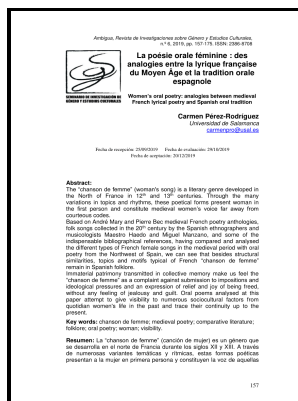 Ambigua, Revista de Investigaciones sobre Género y Estudios Culturales,
n.º 6, 2019, pp. 157-175. ISSN: 2386-8708
SEMINARIO DE INVESTIGACIÓN DE
GÉNERO Y ESTUDIOS CULTURALES
La poésie orale féminine : des
analogies entre la lyrique française
du Moyen Âge et la tradition orale
espagnole
Women's oral poetry: analogies between medieval
French lyrical poetry and Spanish oral tradition
Carmen Pérez-Rodríguez
Universidad de Salamanca
carmenpro@usal.es
Fecha de recepción: 25/09/2019 Fecha de evaluación: 29/10/2019
Fecha de aceptación: 20/12/2019
Abstract:
The "chanson de femme" (woman's song) is a literary genre developed in
the North of France in 12th and 13th centuries. Through the many
variations in topics and rhythms, these poetical forms present woman in
the first person and constitute medieval women's voice far away from
courteous codes.
Based on André Mary and Pierre Bec medieval French poetry anthologies,
folk songs collected in the 20th century by the Spanish ethnographers and
musicologists Maestro Haedo and Miguel Manzano, and some of the
indispensable bibliographical references, having compared and analysed
the different types of French female songs in the medieval period with oral
poetry from the Northwest of Spain, we can see that besides structural
similarities, topics and motifs typical of French "chanson de femme"
remain in Spanish folklore.
Immaterial patrimony transmitted in collective memory make us feel the
"chanson de femme" as a complaint against submission to impositions and
ideological pressures and an expression of relief and joy of being freed,
without any feeling of jealousy and guilt. Oral poems analysed at this
paper attempt to give visibility to numerous sociocultural factors from
quotidian women's life in the past and trace their continuity up to the
present.
Key words: chanson de femme; medieval poetry; comparative literature;
folklore; oral poetry; woman; visibility.
Resumen: La "chanson de femme" (canción de mujer) es un género que
se desarrolla en el norte de Francia durante los siglos XII y XIII. A través
de numerosas variantes temáticas y rítmicas, estas formas poéticas
presentan a la mujer en primera persona y constituyen la voz de aquellas
157